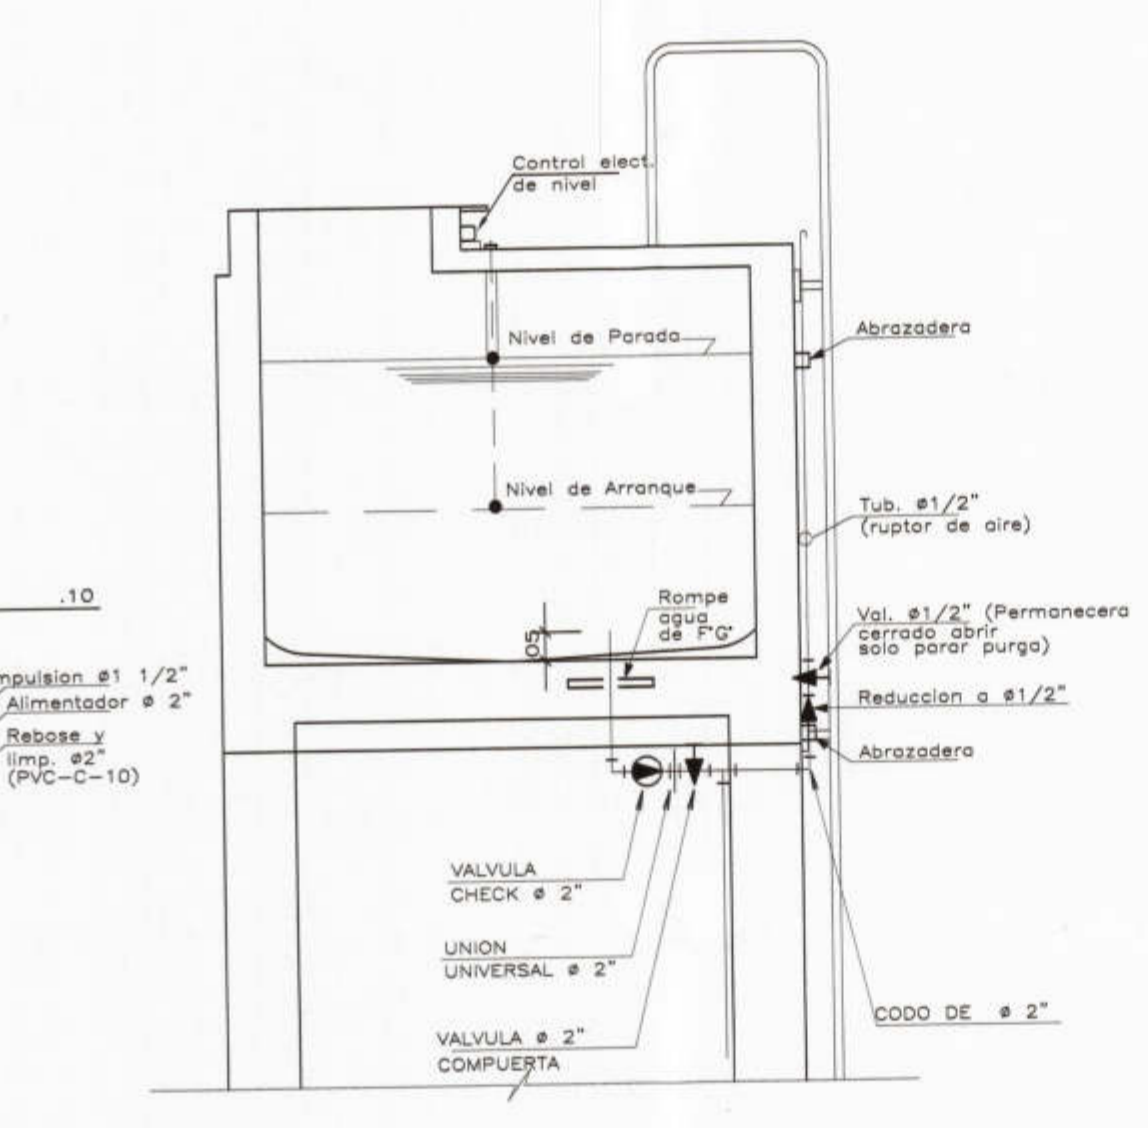 Control elect.
de nivel
Nivel de Parada
Abrazadera
Nivel de Arranque
Tub. ø1/2"
(ruptor de aire)
.10
.05
Rompe
agua
de F°G°
Val. ø1/2" (Permanecera
cerrado abrir
solo parar purga)
mpulsion ø1 1/2"
Alimentador ø 2"
Reduccion a ø1/2"
Rebose y
limp. ø2"
(PVC-C-10)
Abrazadera
VALVULA
CHECK ø 2"
UNION
UNIVERSAL ø 2"
CODO DE ø 2"
VALVULA ø 2"
COMPUERTA